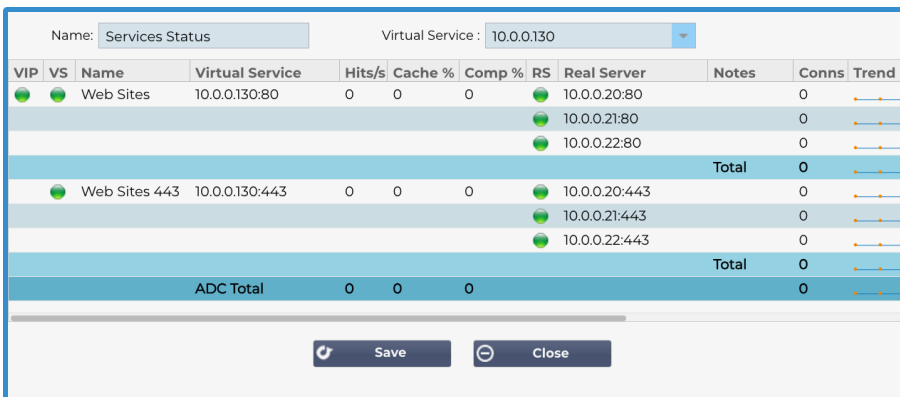 Name: Services Status Virtual Service : 10.0.0.130
VIP VS Name Virtual Service Hits/s Cache % Comp % RS Real Server Notes Conns Trend
Web Sites 10.0.0.130:80 0 0 0 10.0.0.20:80 0
10.0.0.21:80 0
10.0.0.22:80 0
Total 0
Web Sites 443 10.0.0.130:443 0 0 0 10.0.0.20:443 0
10.0.0.21:443 0
10.0.0.22:443 0
Total 0
ADC Total 0 0 0 0
Save Close